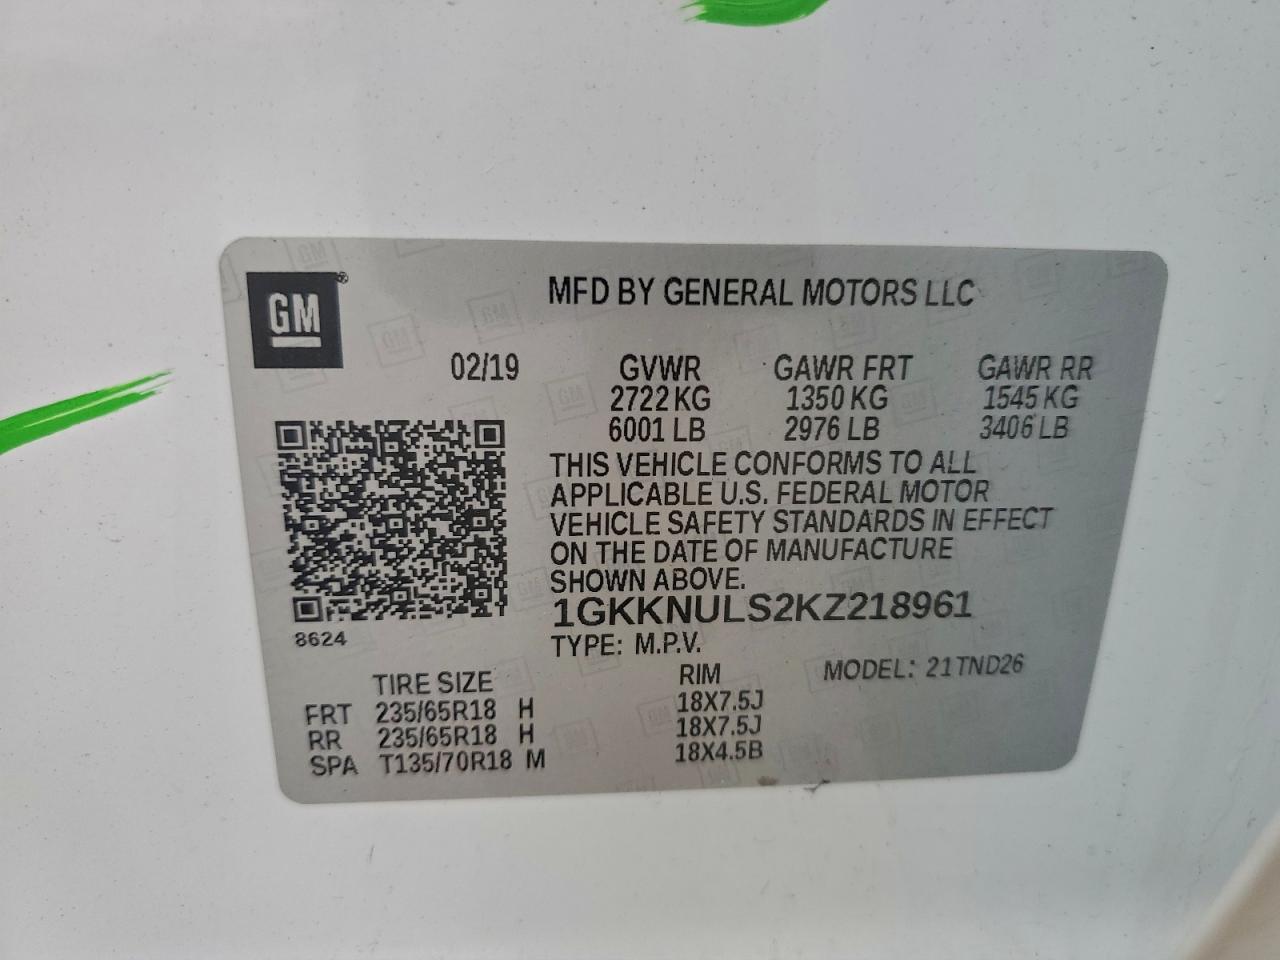 GM®
MFD BY GENERAL MOTORS LLC
02/19 GVWR GAWR FRT GAWR RR
2722 KG 1350 KG 1545 KG
6001 LB 2976 LB 3406 LB
THIS VEHICLE CONFORMS TO ALL
APPLICABLE U.S. FEDERAL MOTOR
VEHICLE SAFETY STANDARDS IN EFFECT
ON THE DATE OF MANUFACTURE
SHOWN ABOVE.
1GKKNULS2KZ218961
8624
TYPE: M.P.V. MODEL: 21TND26
TIRE SIZE RIM
FRT 235/65R18 H 18X7.5J
RR 235/65R18 H 18X7.5J
SPA T135/70R18 M 18X4.5B